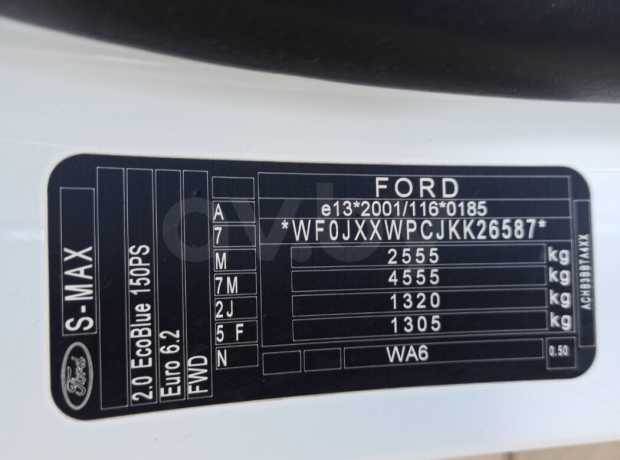 FORD
e13*2001/116*0185
*WF0JXXWPCJKK26587*
2555 kg
4555 kg
1320 kg
1305 kg
WA6
0.50
A
7
M
7M
2J
5 F
N
S-MAX
2.0 EcoBlue 150PS
Euro 6.2
FWD
Ford
ov.b